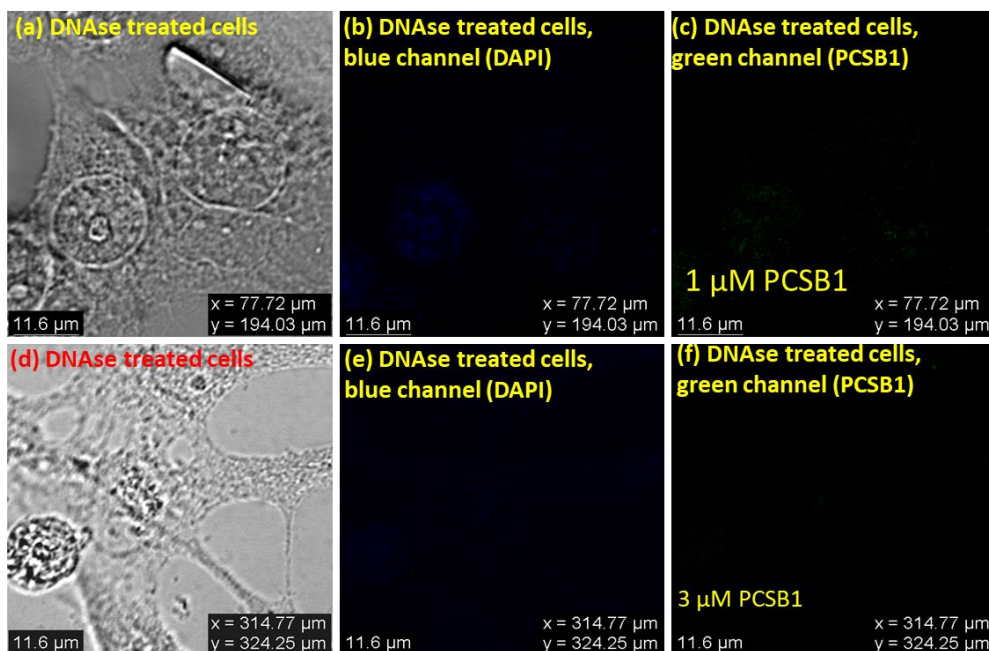 (a) DNAse treated cells
x = 77.72 µm
11.6 µm
y = 194.03 µm
(b) DNAse treated cells,
blue channel (DAPI)
x = 77.72 µm
11.6 µm
y = 194.03 µm
(c) DNAse treated cells,
green channel (PCSB1)
1 µM PCSB1
x = 77.72 µm
11.6 µm
y = 194.03 µm
(d) DNAse treated cells
x = 314.77 µm
11.6 µm
y = 324.25 µm
(e) DNAse treated cells,
blue channel (DAPI)
x = 314.77 µm
11.6 µm
y = 324.25 µm
(f) DNAse treated cells,
green channel (PCSB1)
3 µM PCSB1
x = 314.77 µm
11.6 µm
y = 324.25 µm